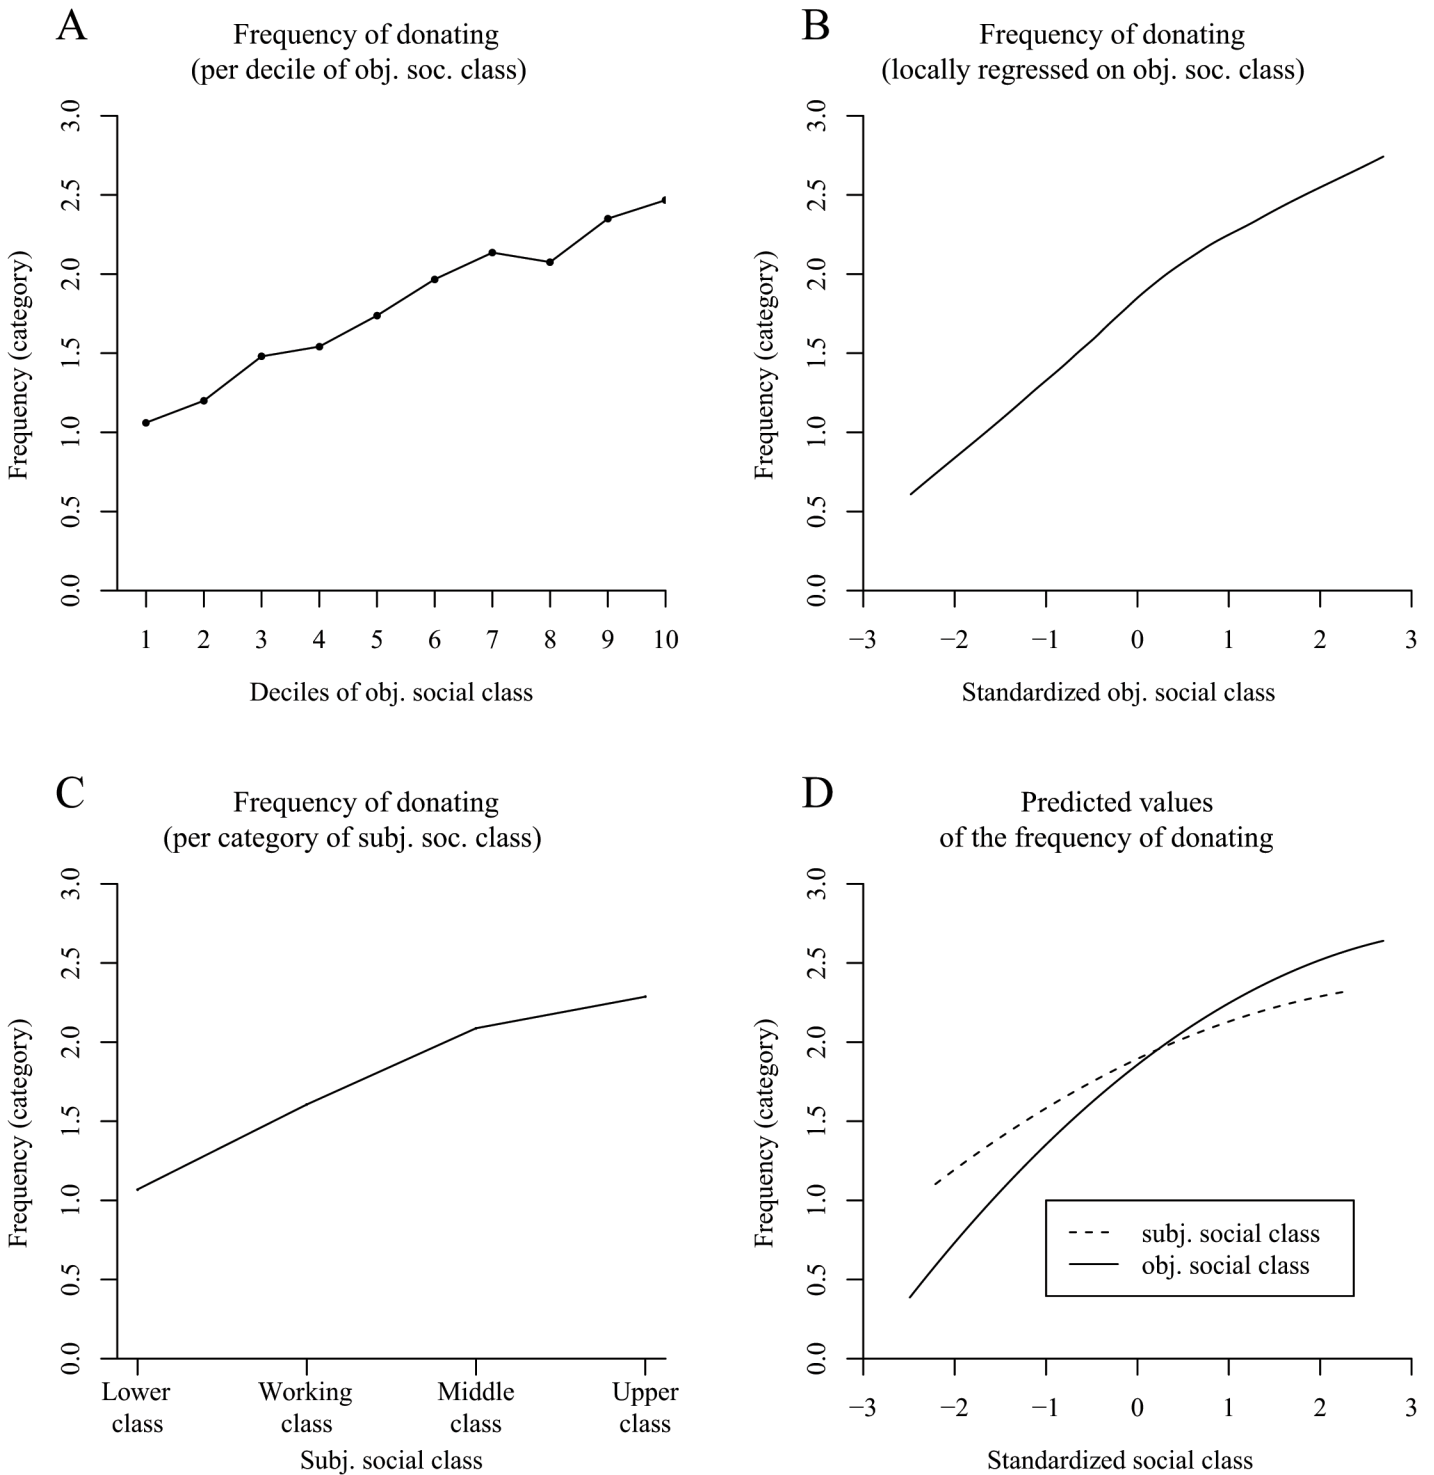 A
Frequency of donating
(per decile of obj. soc. class)
Frequency (category)
3.0
2.5
2.0
1.5
1.0
0.5
0.0
1 2 3 4 5 6 7 8 9 10
Deciles of obj. social class
B
Frequency of donating
(locally regressed on obj. soc. class)
Frequency (category)
3.0
2.5
2.0
1.5
1.0
0.5
0.0
−3 −2 −1 0 1 2 3
Standardized obj. social class
C
Frequency of donating
(per category of subj. soc. class)
Frequency (category)
3.0
2.5
2.0
1.5
1.0
0.5
0.0
Lower Working Middle Upper
class class class class
Subj. social class
D
Predicted values
of the frequency of donating
Frequency (category)
3.0
2.5
2.0
1.5
1.0
0.5
0.0
subj. social class
obj. social class
−3 −2 −1 0 1 2 3
Standardized social class